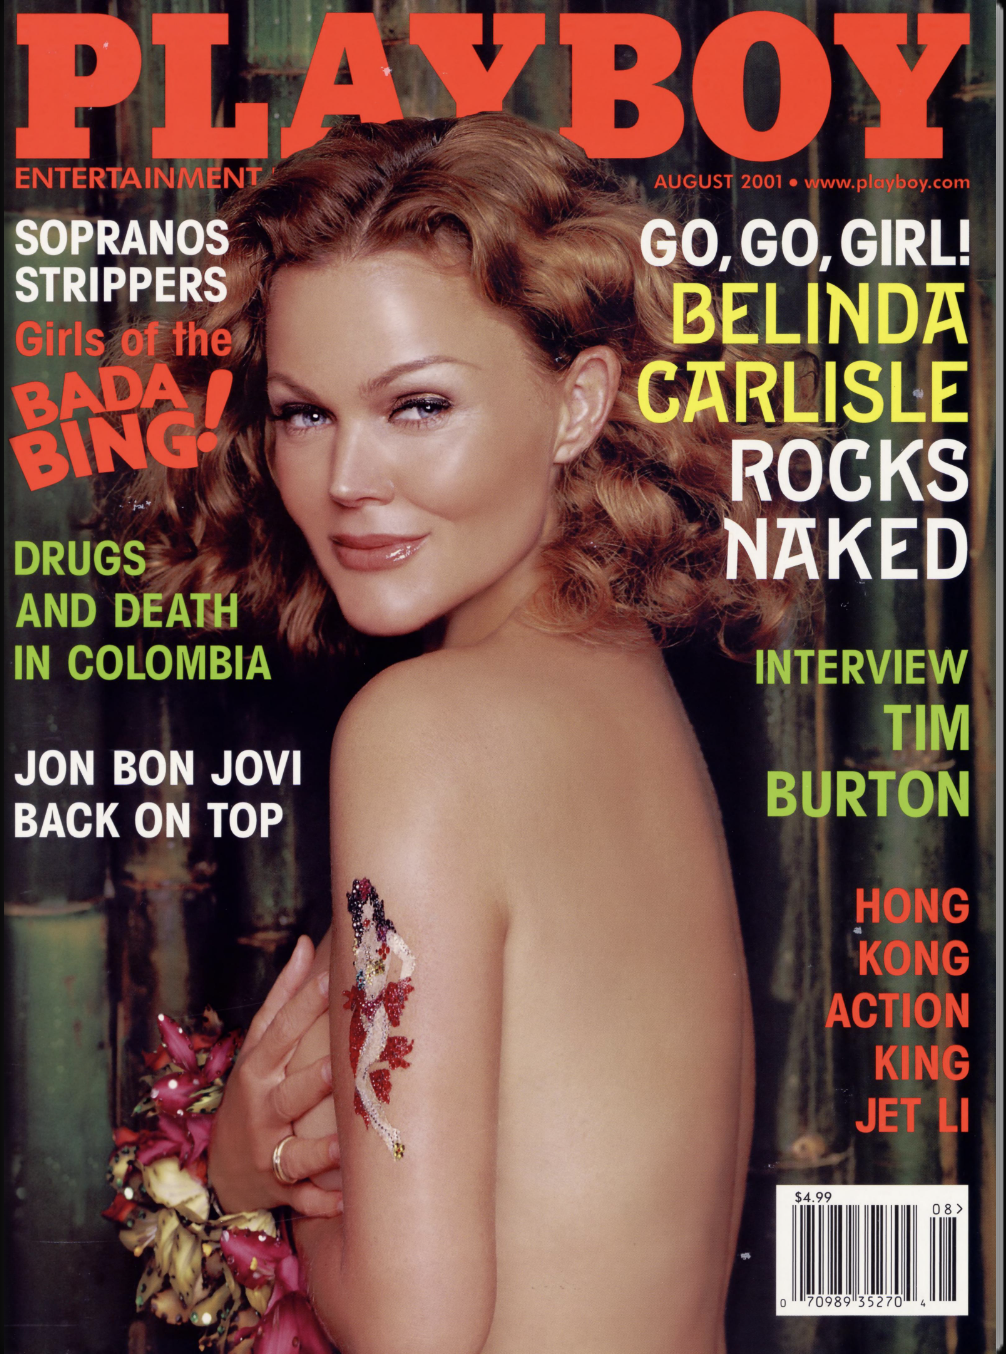 PLAYBOY
ENTERTAINMENT
AUGUST 2001 • www.playboy.com
SOPRANOS
STRIPPERS
Girls of the
BADA
BING!
DRUGS
AND DEATH
IN COLOMBIA
JON BON JOVI
BACK ON TOP
GO, GO, GIRL!
BELINDA
CARLISLE
ROCKS
NAKED
INTERVIEW
TIM
BURTON
HONG
KONG
ACTION
KING
JET LI
$4.99
08>
0 70989 35270 4